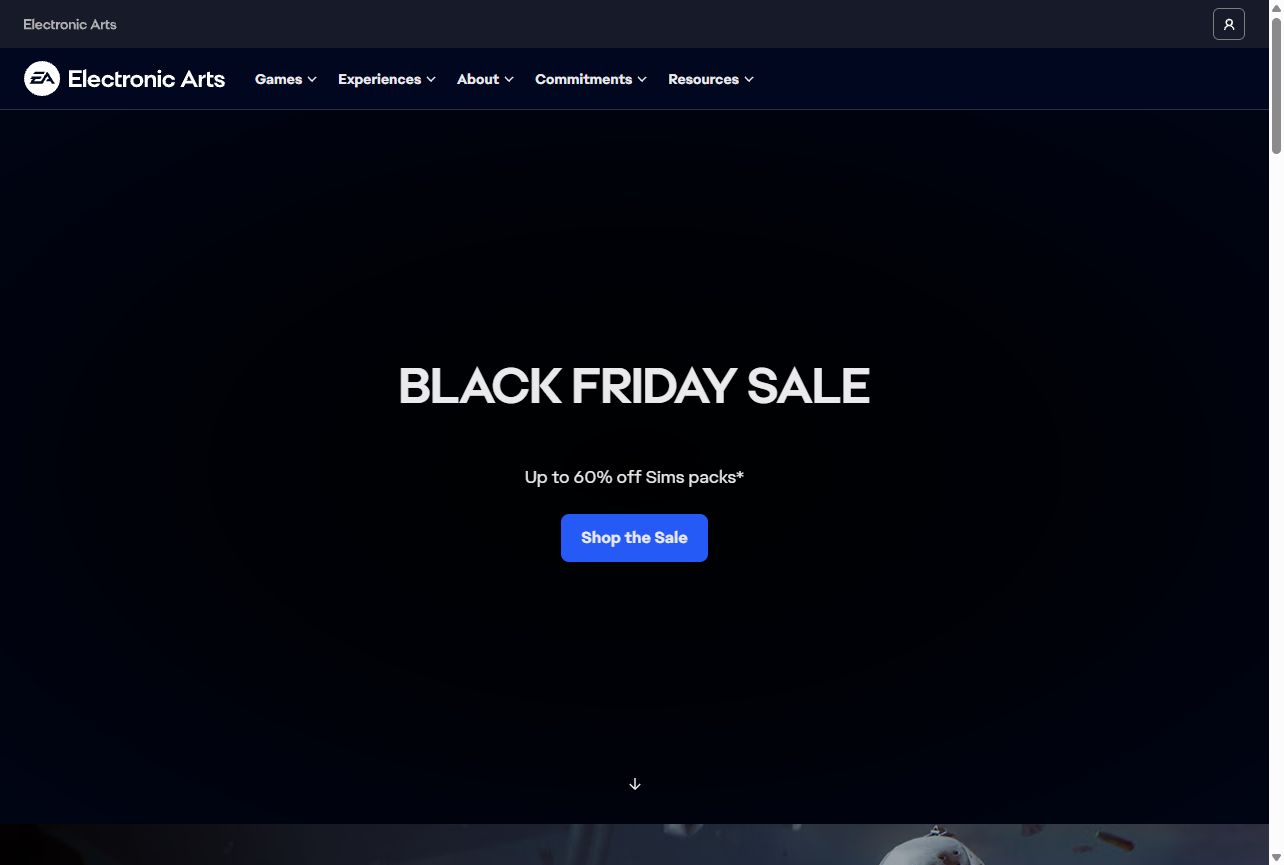 Electronic Arts
EA Electronic Arts
Games
Experiences
About
Commitments
Resources
BLACK FRIDAY SALE
Up to 60% off Sims packs*
Shop the Sale